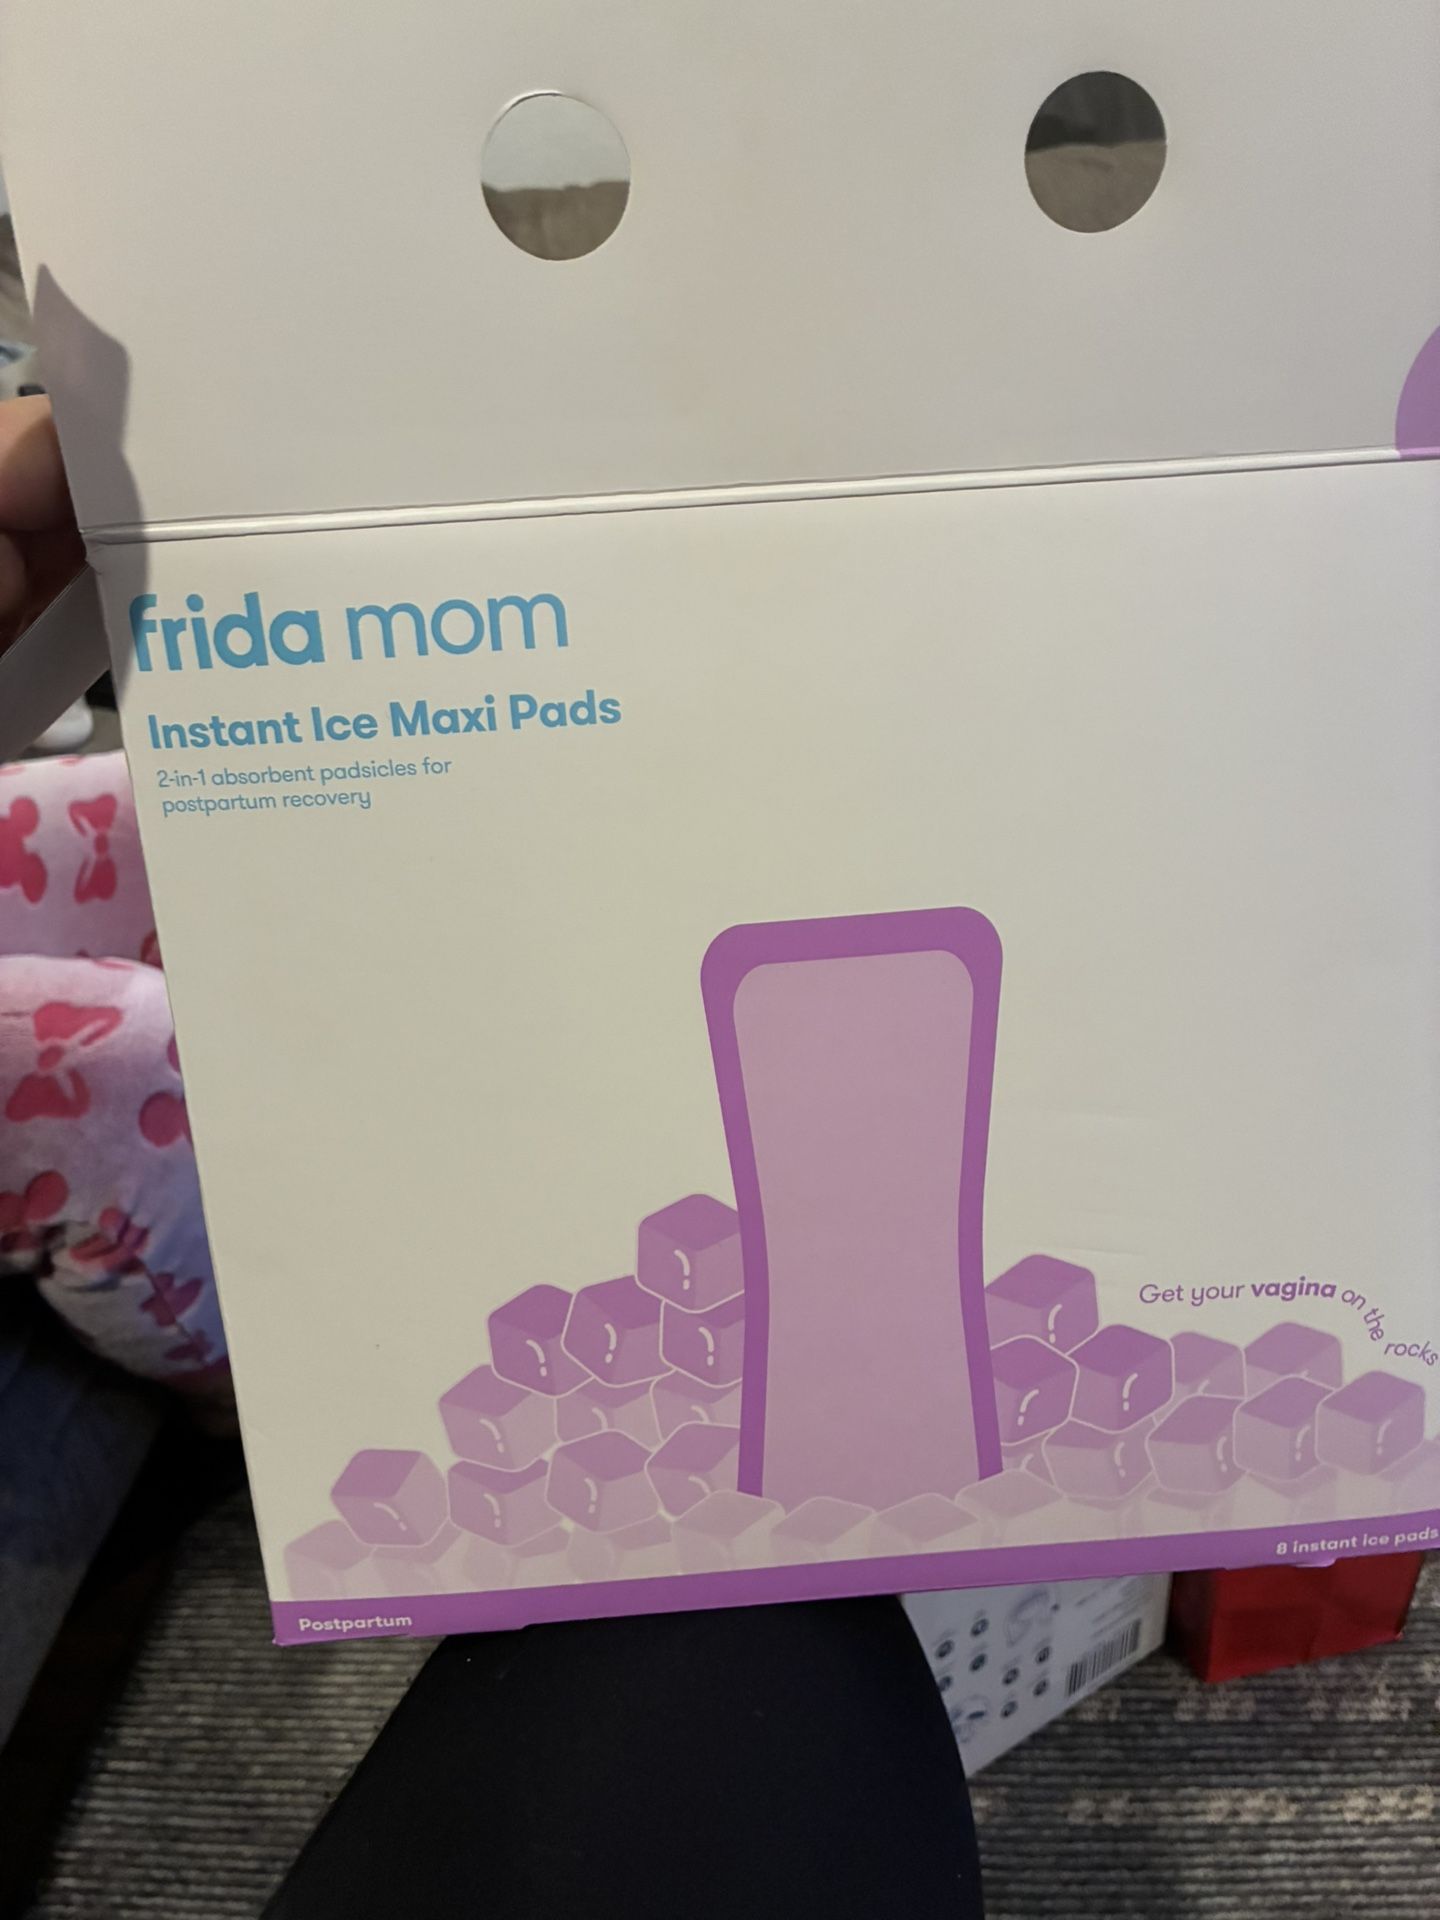 frida mom
Instant Ice Maxi Pads
2-in-1 absorbent padsicles for
postpartum recovery
Get your vagina on the rocks
8 instant ice pads
Postpartum